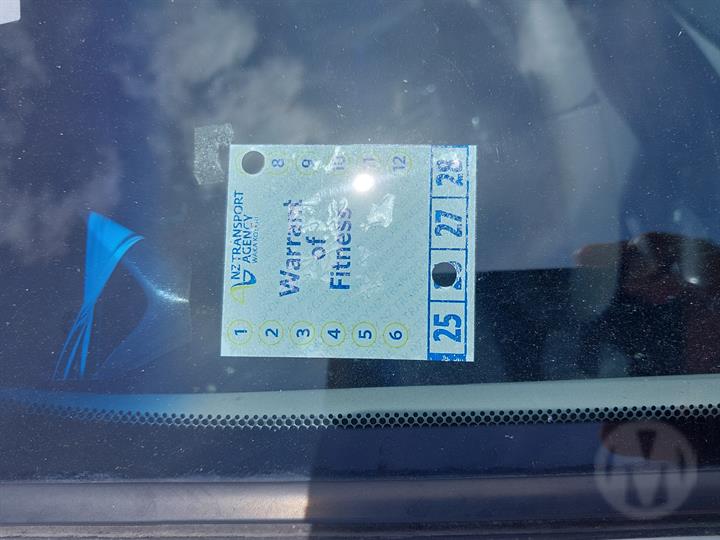 NZ TRANSPORT
AGENCY
WAKA KOTAHI
1
2 8
Warrant
3 9
of
4 10
Fitness
5 11
6 12
25 27 28
M